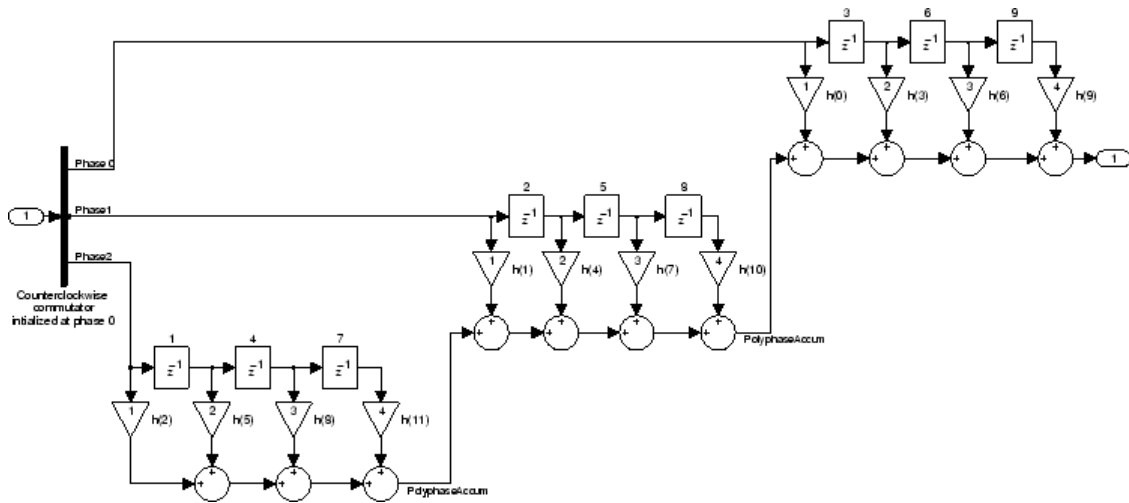 3 6 9
z⁻¹ z⁻¹ z⁻¹
1 h(0) 2 h(3) 3 h(6) 4 h(9)
+ + + +
+ 1
Phase 0
2 5 8
1 Phase1 z⁻¹ z⁻¹ z⁻¹
Phase2
1 h(1) 2 h(4) 3 h(7) 4 h(10)
Counterclockwise
commutator
intialized at phase 0
+ + + +
+
PolyphaseAccum
1 4 7
z⁻¹ z⁻¹ z⁻¹
1 h(2) 2 h(5) 3 h(8) 4 h(11)
+ + +
+ + +
PolyphaseAccum